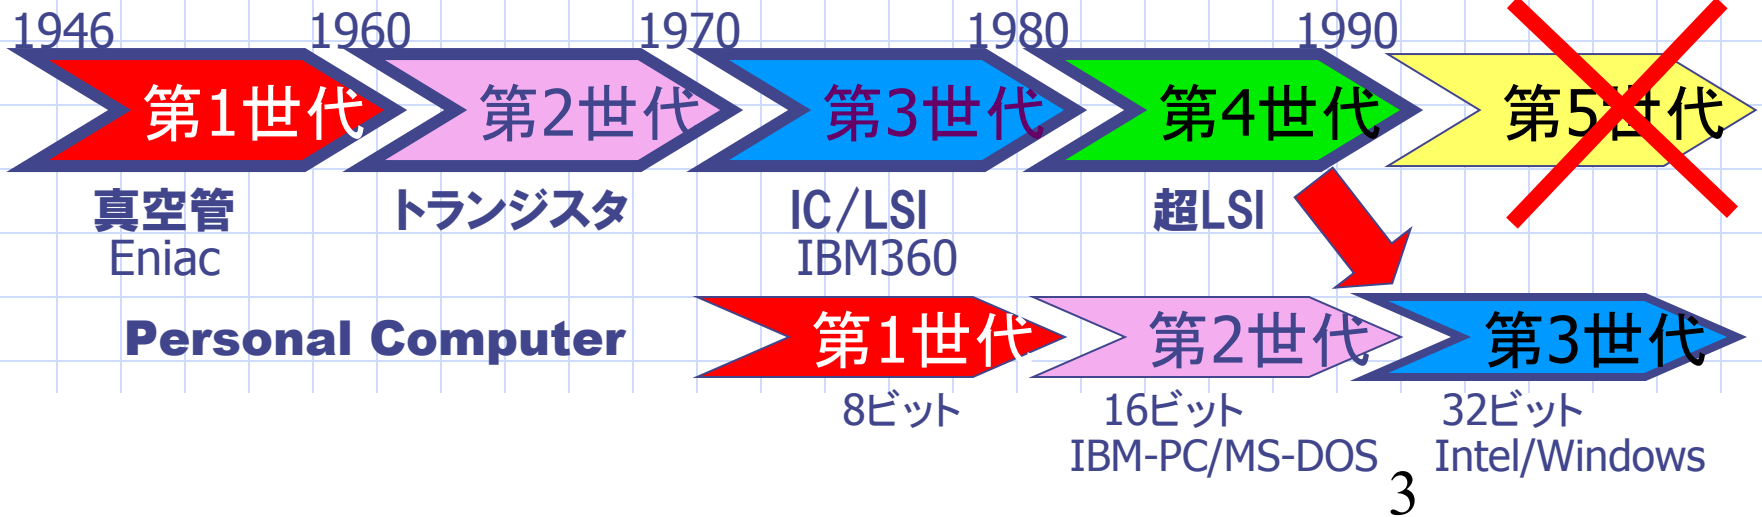 1946 1960 1970 1980 1990
第1世代 第2世代 第3世代 第4世代 第5世代
真空管 トランジスタ IC/LSI 超LSI
Eniac IBM360
Personal Computer 第1世代 第2世代 第3世代
8ビット 16ビット 32ビット
IBM-PC/MS-DOS Intel/Windows
3